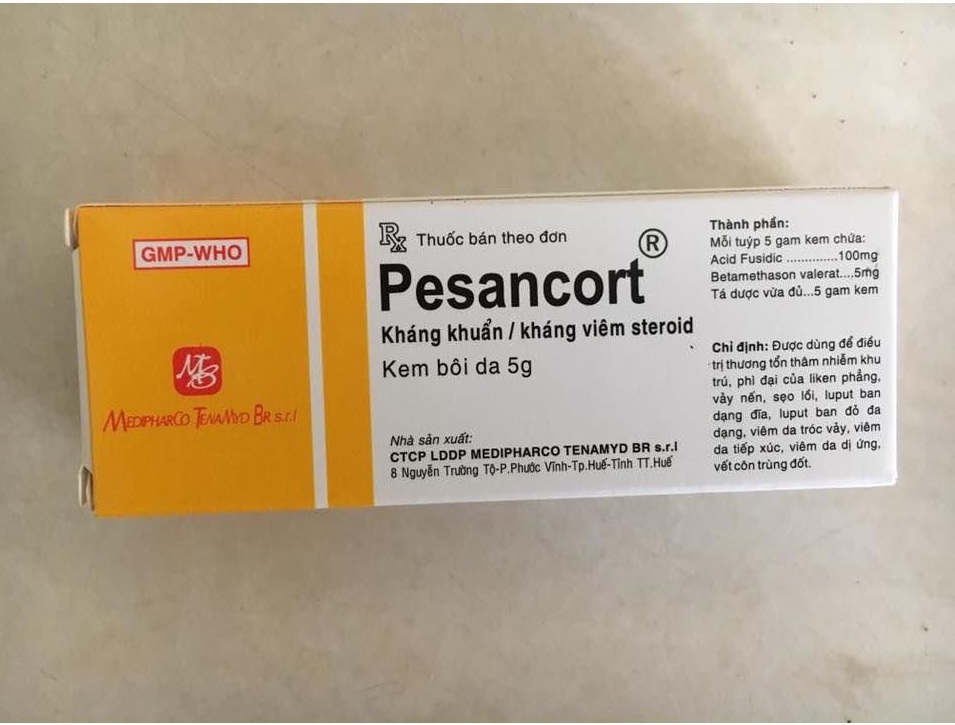 GMP-WHO
MEDIPHARCO TENAMYD BR s.r.l
Rx Thuốc bán theo đơn
Pesancort®
Kháng khuẩn / kháng viêm steroid
Kem bôi da 5g
Nhà sản xuất:
CTCP LDDP MEDIPHARCO TENAMYD BR s.r.l
8 Nguyễn Trường Tộ-P.Phước Vĩnh-Tp.Huế-Tỉnh TT.Huế
Thành phần:
Mỗi tuýp 5 gam kem chứa:
Acid Fusidic ..............100mg
Betamethason valerat....5mg
Tá dược vừa đủ...5 gam kem
Chỉ định: Được dùng để điều
trị thương tổn thâm nhiễm khu
trú, phì đại của liken phẳng,
vảy nến, sẹo lồi, luput ban
dạng đĩa, luput ban đỏ đa
dạng, viêm da tróc vảy, viêm
da tiếp xúc, viêm da dị ứng,
vết côn trùng đốt.